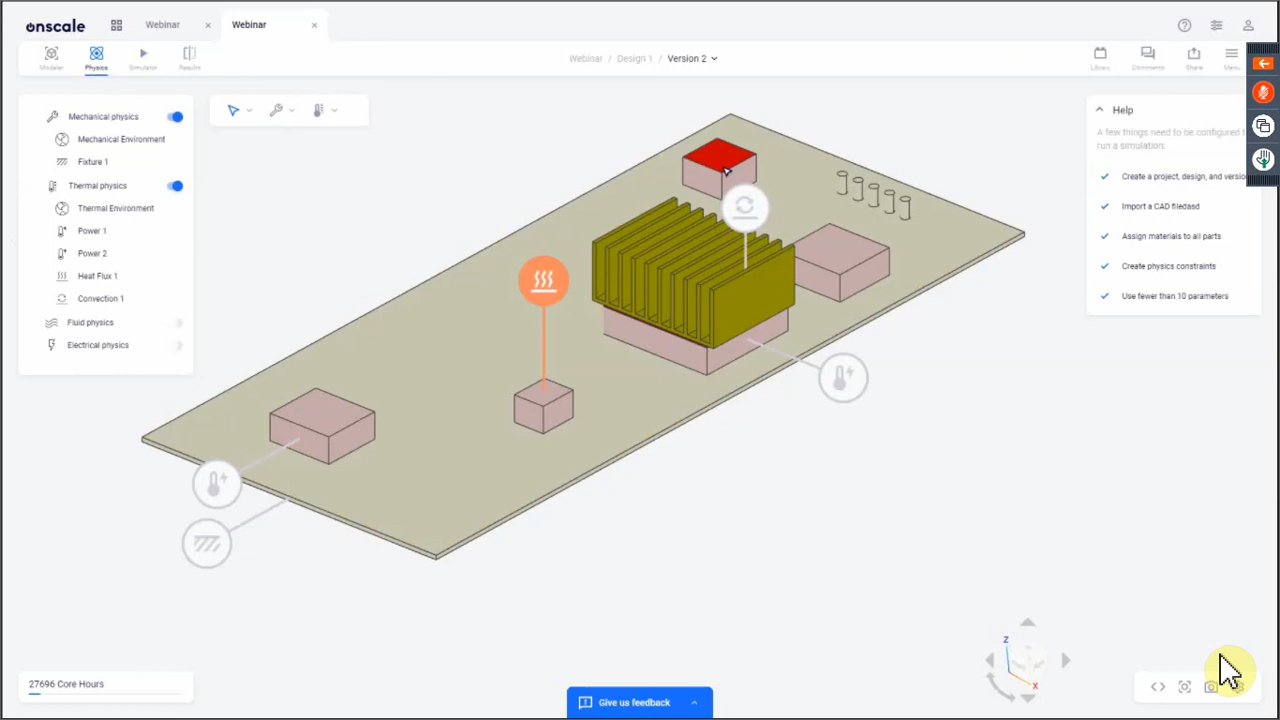 onscale
Webinar
Webinar
Modeler
Physics
Simulator
Results
Webinar / Design 1 / Version 2
Library
Comments
Share
Menu
Mechanical physics
Mechanical Environment
Fixture 1
Thermal physics
Thermal Environment
Power 1
Power 2
Heat Flux 1
Convection 1
Fluid physics
Electrical physics
Help
A few things need to be configured t
run a simulation:
Create a project, design, and versio
Import a CAD filedasd
Assign materials to all parts
Create physics constraints
Use fewer than 10 parameters
Z
X
27696 Core Hours
Give us feedback